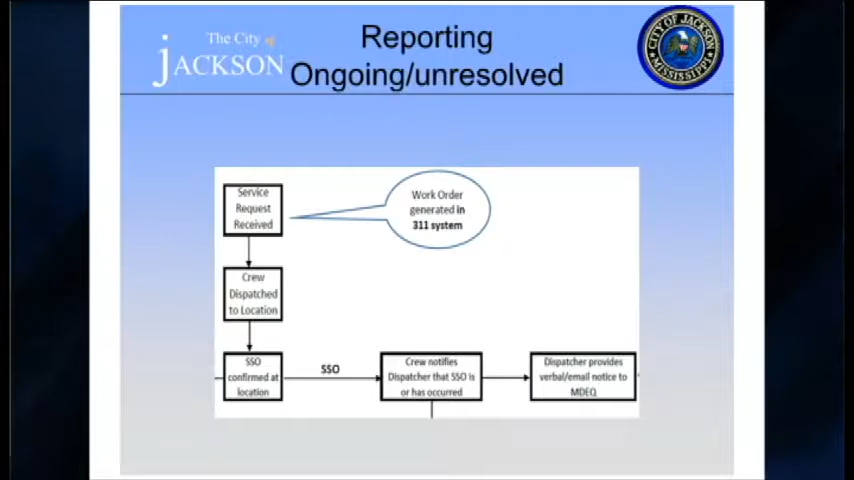 The City of
jACKSON
Reporting
Ongoing/unresolved
CITY OF JACKSON
MISSISSIPPI
Service
Request
Received
Work Order
generated in
311 system
Crew
Dispatched
to Location
SSO
confirmed at
location
SSO
Crew notifies
Dispatcher that SSO is
or has occurred
Dispatcher provides
verbal/email notice to
MDEQ